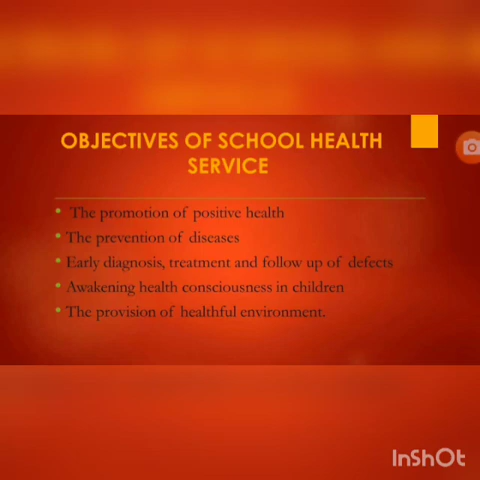 OBJECTIVES OF SCHOOL HEALTH
SERVICE
• The promotion of positive health
• The prevention of diseases
• Early diagnosis, treatment and follow up of defects
• Awakening health consciousness in children
• The provision of healthful environment.
InShOt